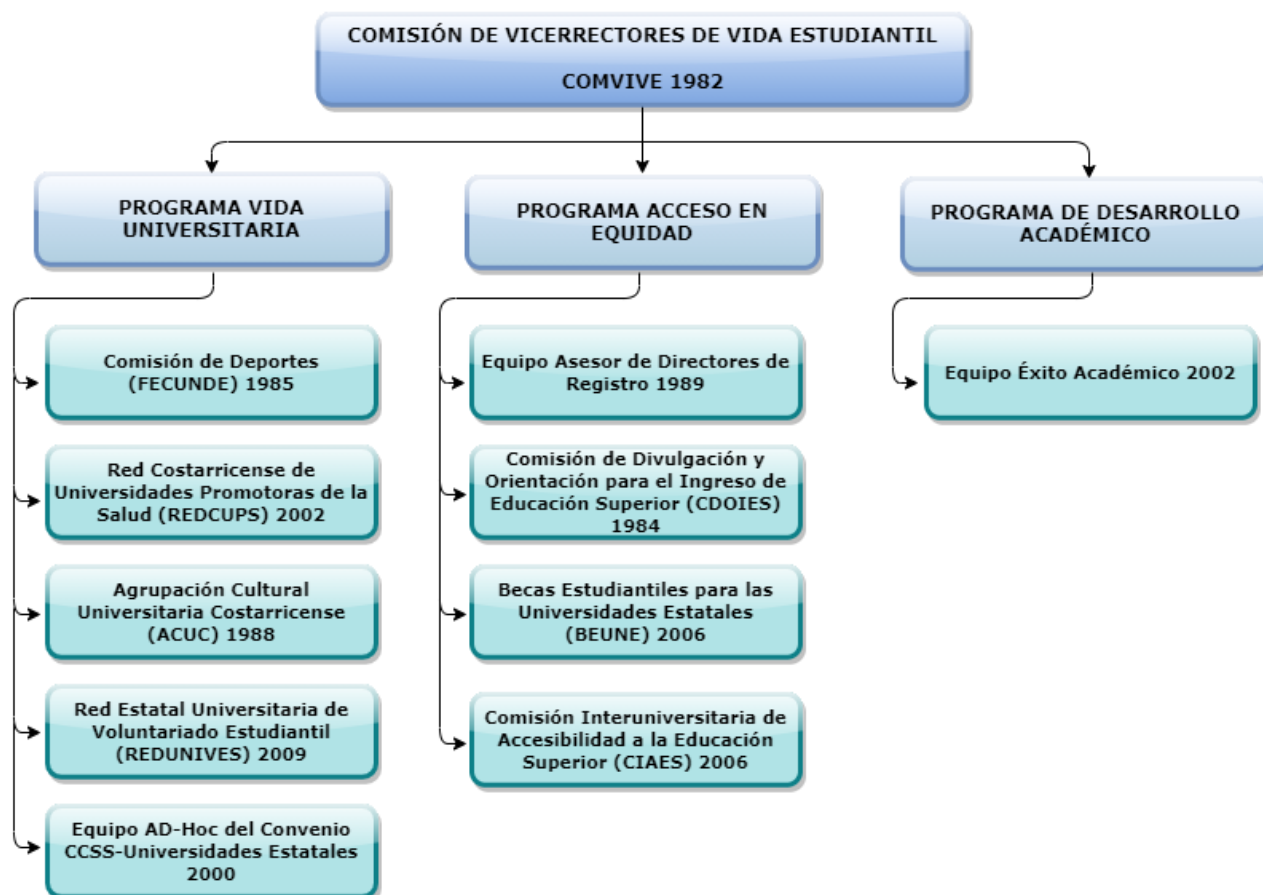 COMISIÓN DE VICERRECTORES DE VIDA ESTUDIANTIL
COMVIVE 1982
PROGRAMA VIDA
UNIVERSITARIA
Comisión de Deportes
(FECUNDE) 1985
Red Costarricense de
Universidades Promotoras de la
Salud (REDCUPS) 2002
Agrupación Cultural
Universitaria Costarricense
(ACUC) 1988
Red Estatal Universitaria de
Voluntariado Estudiantil
(REDUNIVES) 2009
Equipo AD-Hoc del Convenio
CCSS-Universidades Estatales
2000
PROGRAMA ACCESO EN
EQUIDAD
Equipo Asesor de Directores de
Registro 1989
Comisión de Divulgación y
Orientación para el Ingreso de
Educación Superior (CDOIES)
1984
Becas Estudiantiles para las
Universidades Estatales
(BEUNE) 2006
Comisión Interuniversitaria de
Accesibilidad a la Educación
Superior (CIAES) 2006
PROGRAMA DE DESARROLLO
ACADÉMICO
Equipo Éxito Académico 2002